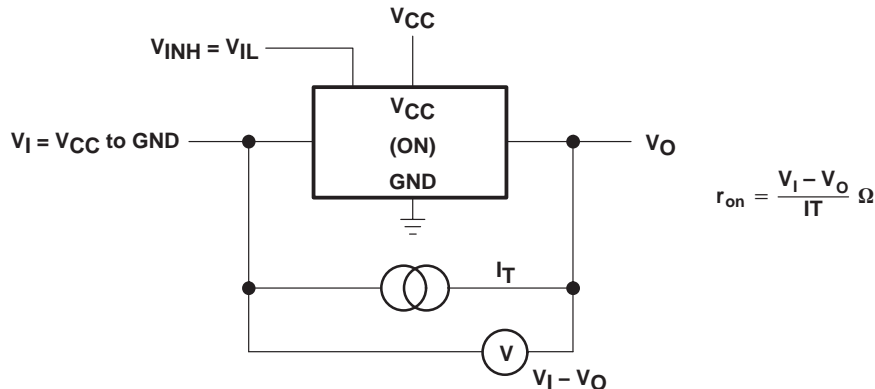 VCC
VINH = VIL
VCC
VI = VCC to GND
(ON)
VO
GND
ron = VI – VO / IT Ω
IT
V
VI – VO